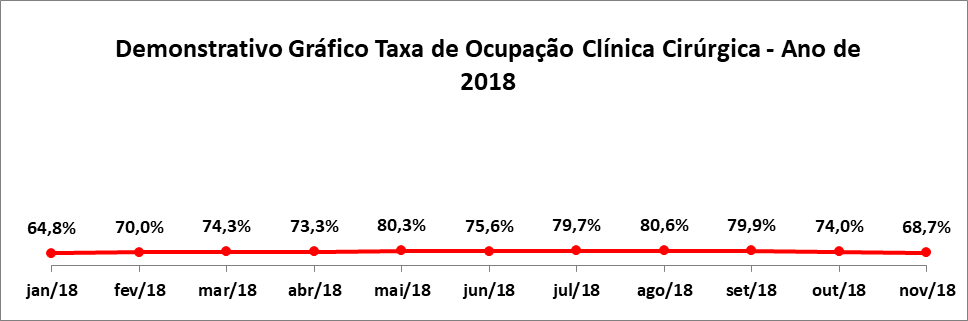 Demonstrativo Gráfico Taxa de Ocupação Clínica Cirúrgica - Ano de
2018
64,8% 70,0% 74,3% 73,3% 80,3% 75,6% 79,7% 80,6% 79,9% 74,0% 68,7%
jan/18 fev/18 mar/18 abr/18 mai/18 jun/18 jul/18 ago/18 set/18 out/18 nov/18